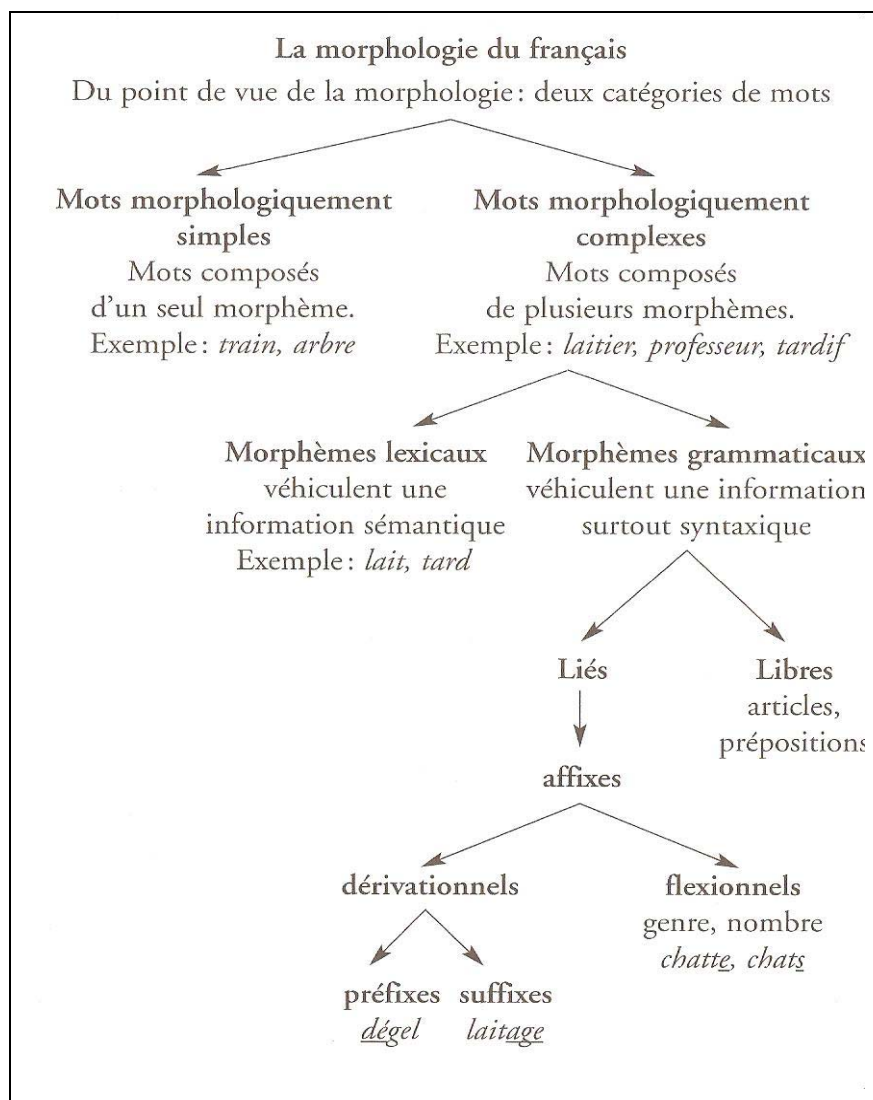 La morphologie du français
Du point de vue de la morphologie : deux catégories de mots
Mots morphologiquement
simples
Mots composés
d'un seul morphème.
Exemple : train, arbre
Mots morphologiquement
complexes
Mots composés
de plusieurs morphèmes.
Exemple : laitier, professeur, tardif
Morphèmes lexicaux
véhiculent une
information sémantique
Exemple : lait, tard
Morphèmes grammaticaux
véhiculent une information
surtout syntaxique
Liés
Libres
articles,
prépositions
affixes
dérivationnels
flexionnels
genre, nombre
chatte, chats
préfixes
dégel
suffixes
laitage